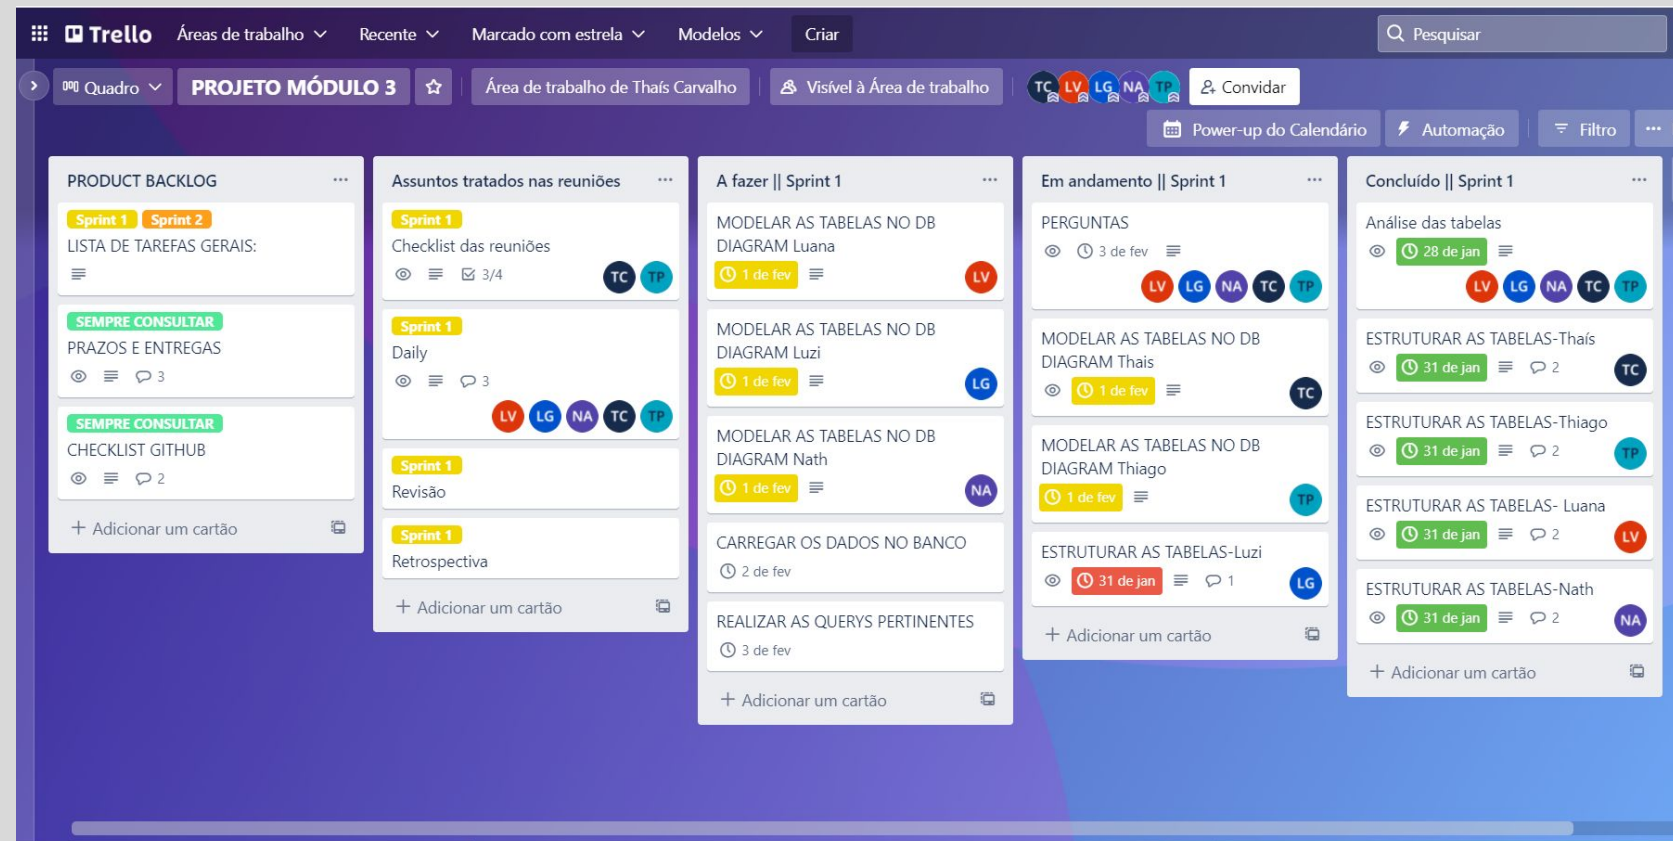 Trello Áreas de trabalho Recente Marcado com estrela Modelos Criar Pesquisar
Quadro PROJETO MÓDULO 3 Área de trabalho de Thaís Carvalho Visível à Área de trabalho TC LV LG NA TP Convidar
Power-up do Calendário Automação Filtro
PRODUCT BACKLOG
Sprint 1 Sprint 2
LISTA DE TAREFAS GERAIS:
SEMPRE CONSULTAR
PRAZOS E ENTREGAS
3
SEMPRE CONSULTAR
CHECKLIST GITHUB
2
Adicionar um cartão
Assuntos tratados nas reuniões
Sprint 1
Checklist das reuniões
3/4 TC TP
Sprint 1
Daily
3
LV LG NA TC TP
Sprint 1
Revisão
Sprint 1
Retrospectiva
Adicionar um cartão
A fazer || Sprint 1
MODELAR AS TABELAS NO DB
DIAGRAM Luana
1 de fev LV
MODELAR AS TABELAS NO DB
DIAGRAM Luzi
1 de fev LG
MODELAR AS TABELAS NO DB
DIAGRAM Nath
1 de fev NA
CARREGAR OS DADOS NO BANCO
2 de fev
REALIZAR AS QUERYS PERTINENTES
3 de fev
Adicionar um cartão
Em andamento || Sprint 1
PERGUNTAS
3 de fev
LV LG NA TC TP
MODELAR AS TABELAS NO DB
DIAGRAM Thais
1 de fev TC
MODELAR AS TABELAS NO DB
DIAGRAM Thiago
1 de fev TP
ESTRUTURAR AS TABELAS-Luzi
31 de jan 1 LG
Adicionar um cartão
Concluído || Sprint 1
Análise das tabelas
28 de jan
LV LG NA TC TP
ESTRUTURAR AS TABELAS-Thaís
31 de jan 2 TC
ESTRUTURAR AS TABELAS-Thiago
31 de jan 2 TP
ESTRUTURAR AS TABELAS- Luana
31 de jan 2 LV
ESTRUTURAR AS TABELAS-Nath
31 de jan 2 NA
Adicionar um cartão